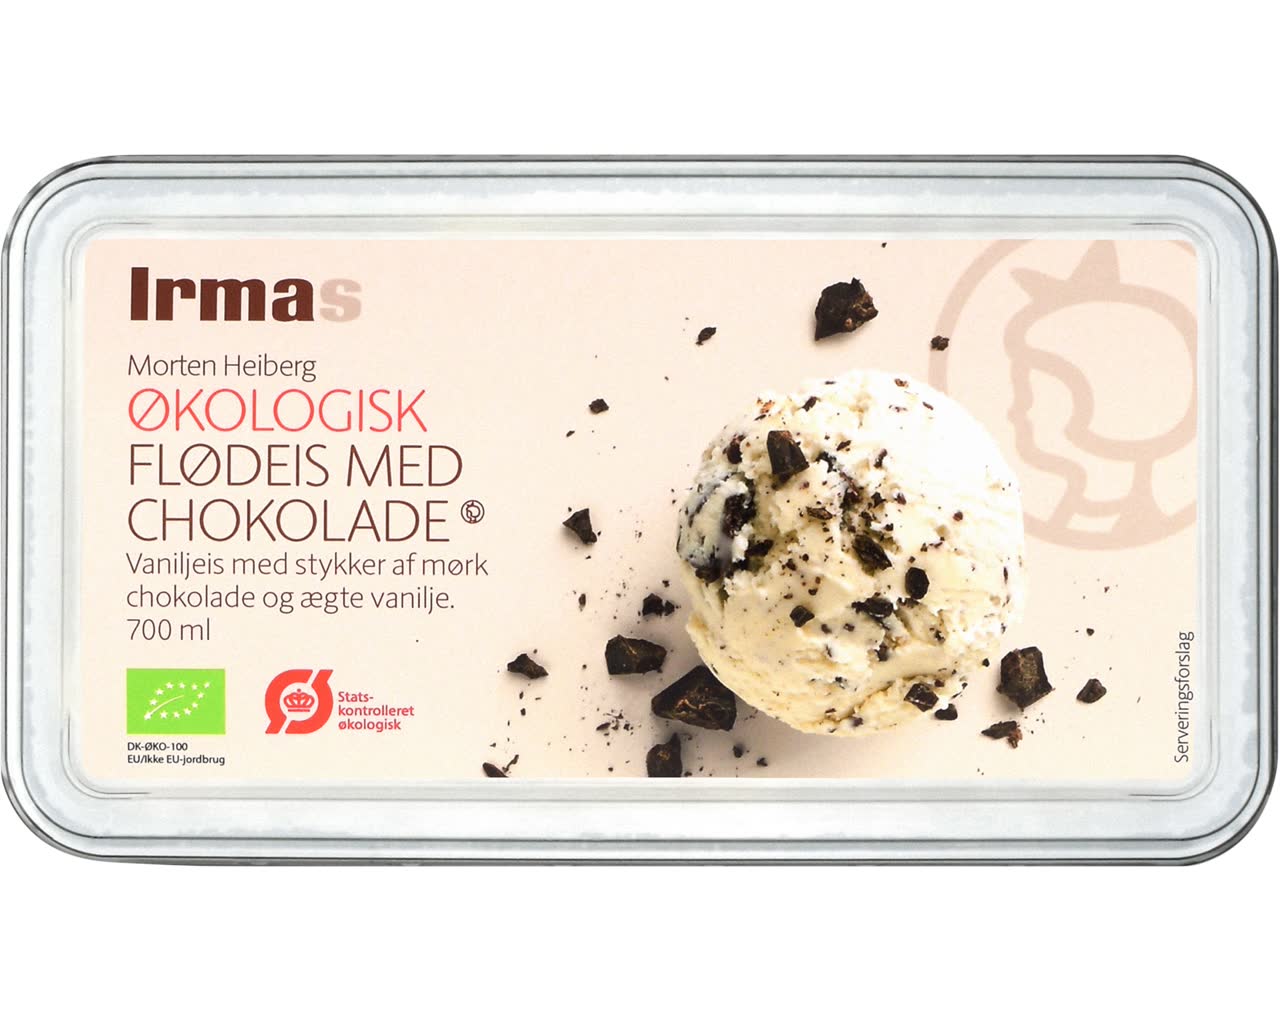 Irmas
Morten Heiberg
ØKOLOGISK
FLØDEIS MED
CHOKOLADE
Vaniljeis med stykker af mørk
chokolade og ægte vanilje.
700 ml
Stats-
kontrolleret
økologisk
DK-ØKO-100
EU/Ikke EU-jordbrug
Serveringsforslag